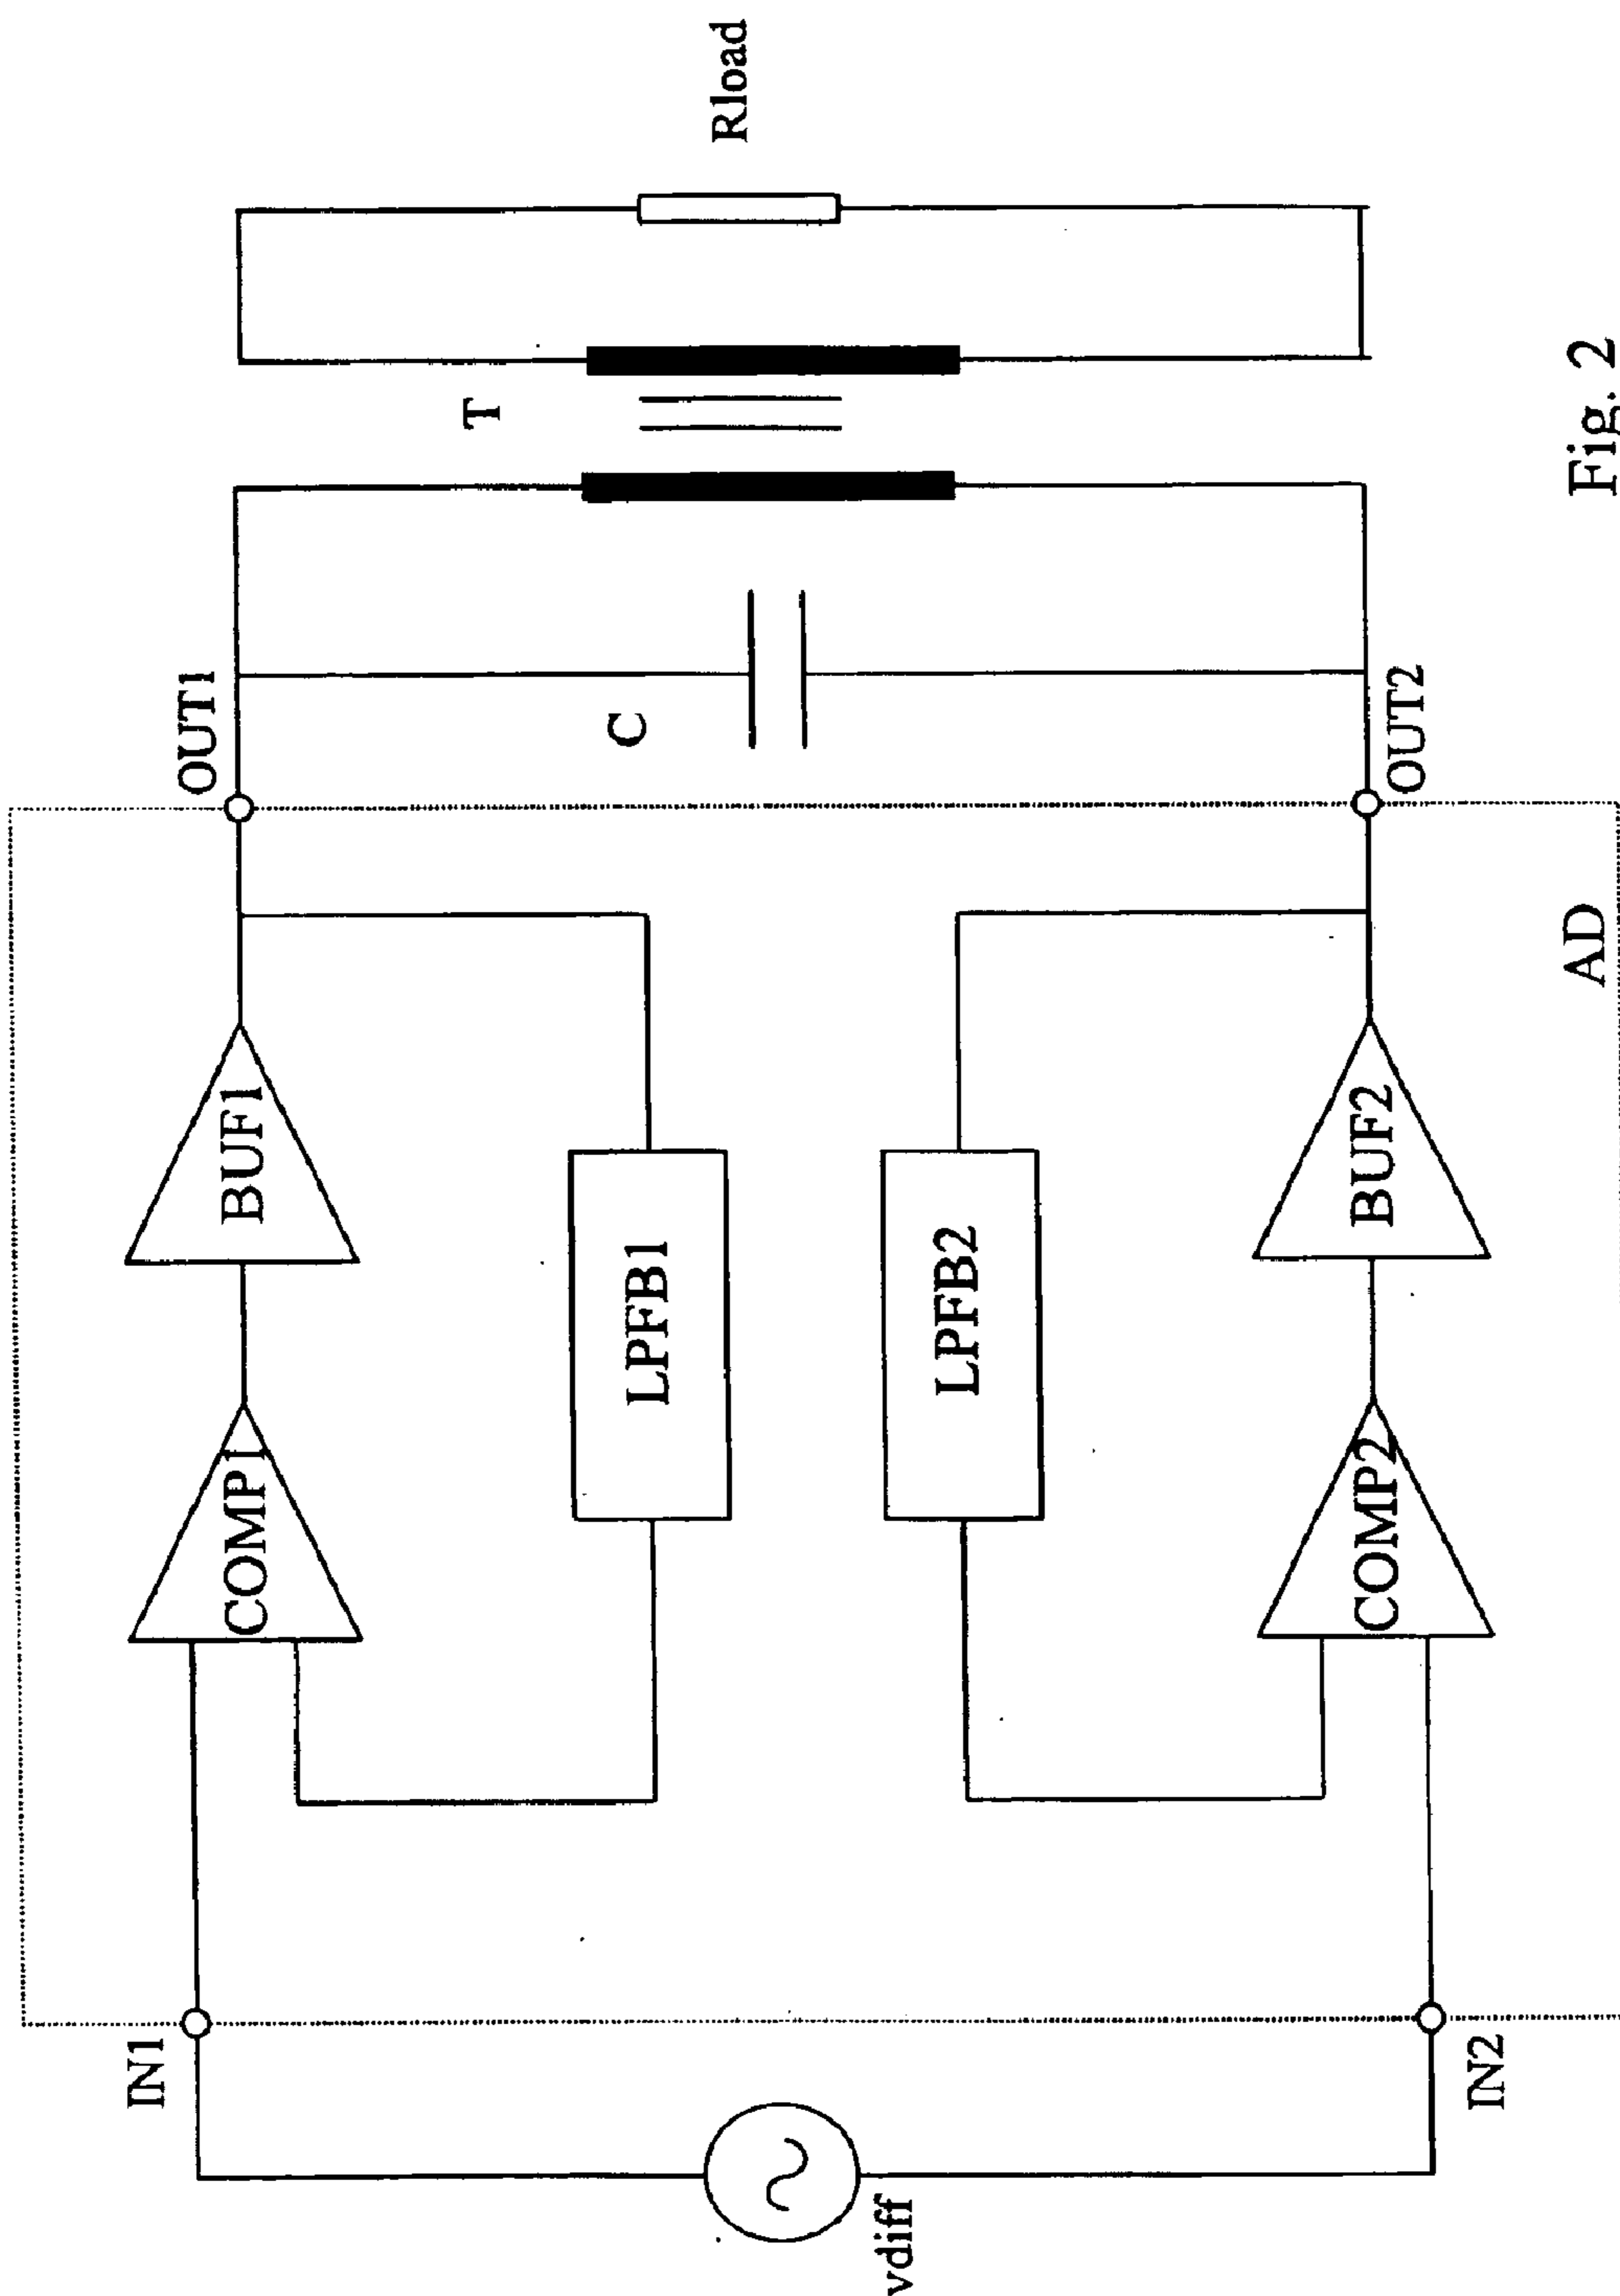 IN1
vdiff
IN2
COMP1
BUF1
LPFB1
LPFB2
COMP2
BUF2
AD
OUT1
C
OUT2
T
Rload
Fig. 2